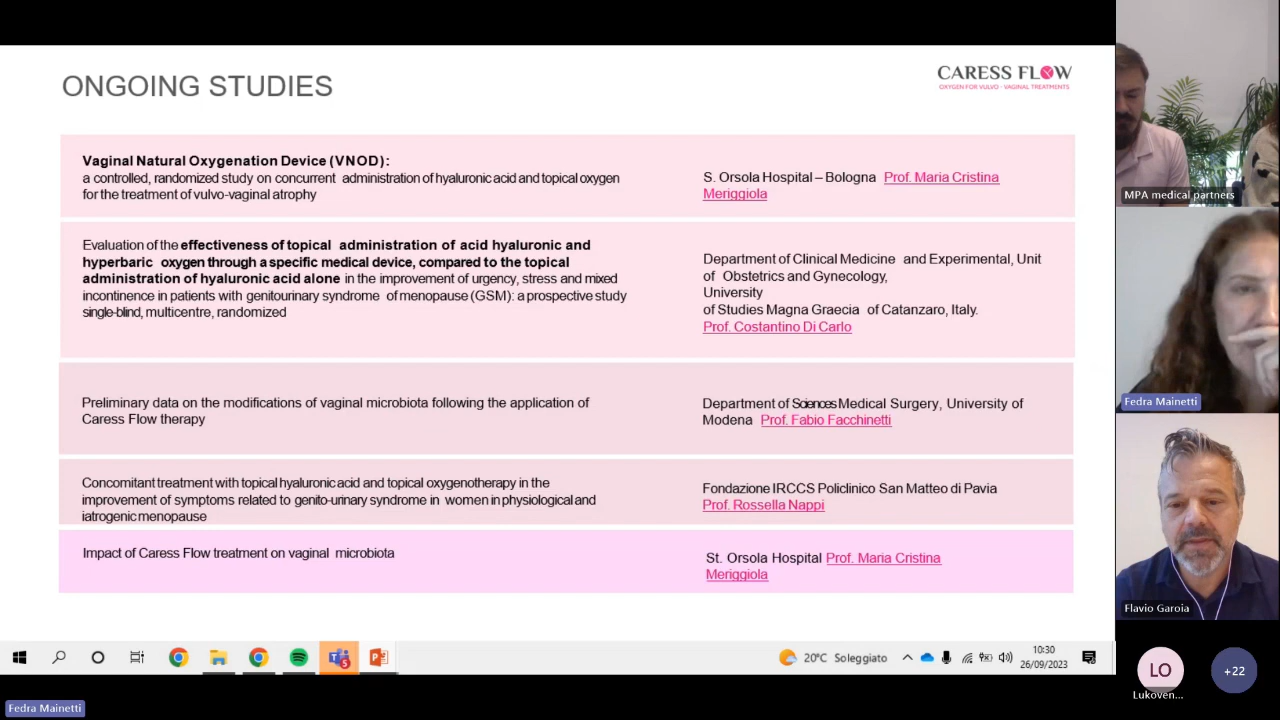 ONGOING STUDIES
CARESS FLOW
OXYGEN FOR VULVO - VAGINAL TREATMENTS
Vaginal Natural Oxygenation Device (VNOD):
a controlled, randomized study on concurrent administration of hyaluronic acid and topical oxygen
for the treatment of vulvo-vaginal atrophy
S. Orsola Hospital – Bologna Prof. Maria Cristina
Meriggiola
Evaluation of the effectiveness of topical administration of acid hyaluronic and
hyperbaric oxygen through a specific medical device, compared to the topical
administration of hyaluronic acid alone in the improvement of urgency, stress and mixed
incontinence in patients with genitourinary syndrome of menopause (GSM): a prospective study
single-blind, multicentre, randomized
Department of Clinical Medicine and Experimental, Unit
of Obstetrics and Gynecology,
University
of Studies Magna Graecia of Catanzaro, Italy.
Prof. Costantino Di Carlo
Preliminary data on the modifications of vaginal microbiota following the application of
Caress Flow therapy
Department of Sciences Medical Surgery, University of
Modena Prof. Fabio Facchinetti
Concomitant treatment with topical hyaluronic acid and topical oxygenotherapy in the
improvement of symptoms related to genito-urinary syndrome in women in physiological and
iatrogenic menopause
Fondazione IRCCS Policlinico San Matteo di Pavia
Prof. Rossella Nappi
Impact of Caress Flow treatment on vaginal microbiota
St. Orsola Hospital Prof. Maria Cristina
Meriggiola
MPA medical partners
Fedra Mainetti
Flavio Garoia
LO
Lukoven...
+22
5
20°C Soleggiato
10:30
26/09/2023
Fedra Mainetti